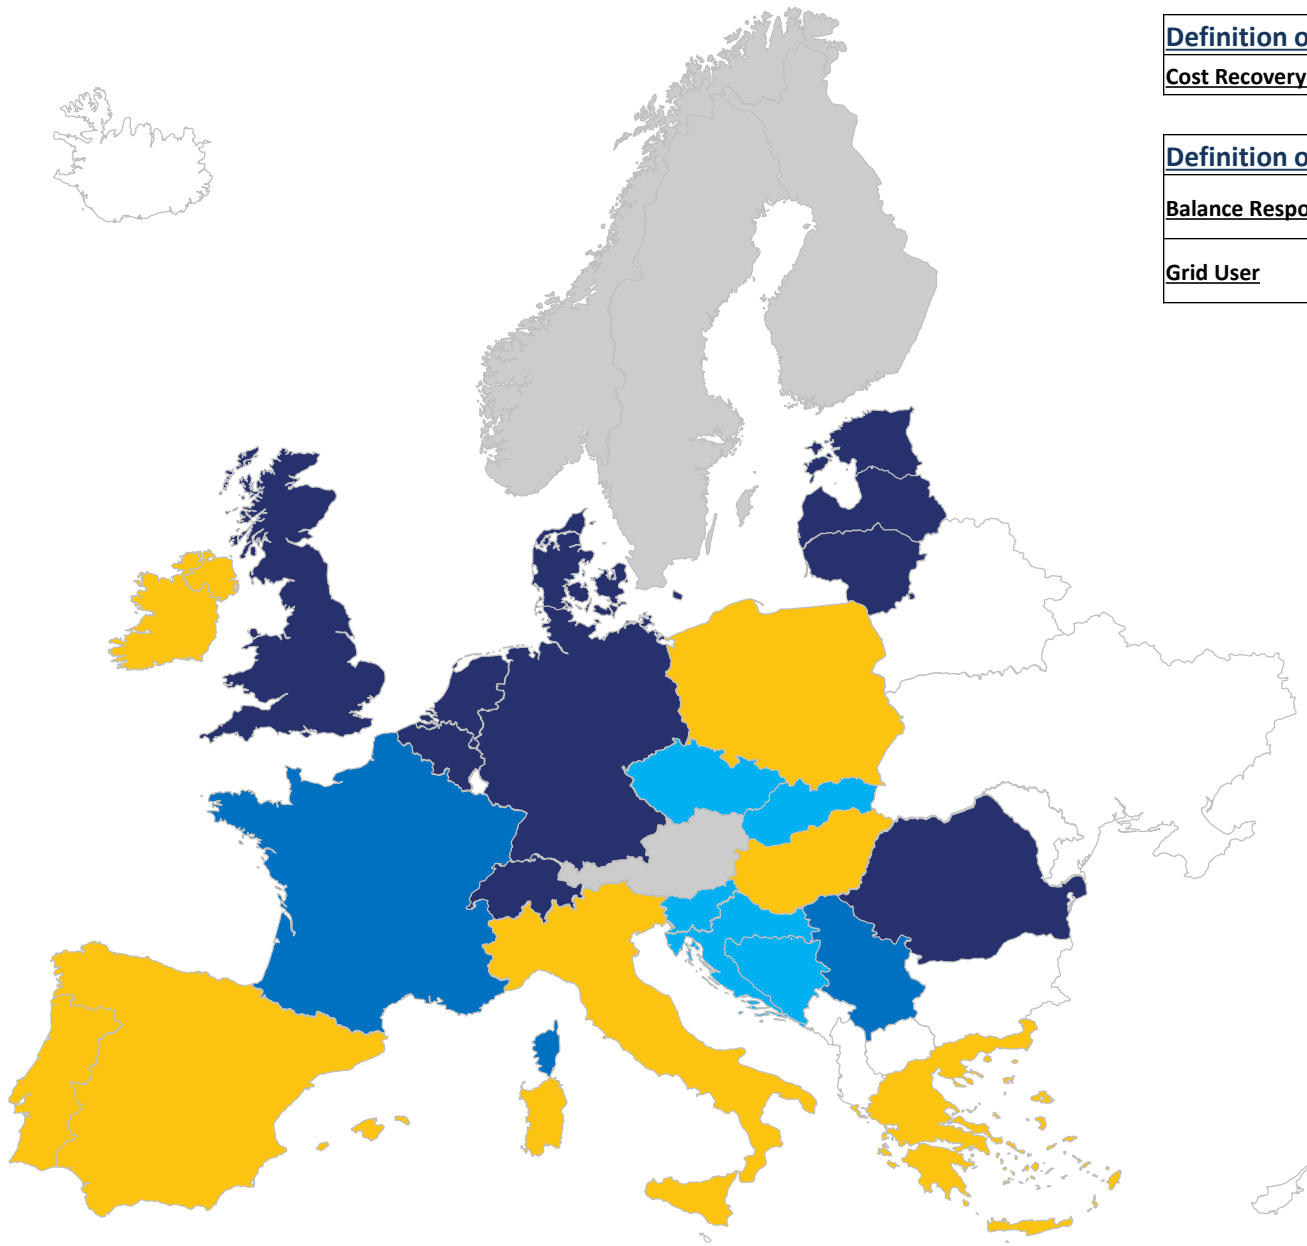 Definition o
Cost Recovery
Definition o
Balance Respo
Grid User